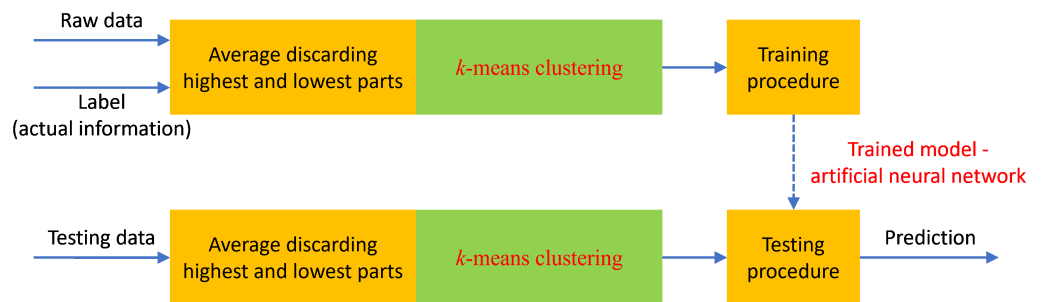 Raw data
Label
(actual information)
Average discarding
highest and lowest parts
k-means clustering
Training
procedure
Trained model -
artificial neural network
Testing data
Average discarding
highest and lowest parts
k-means clustering
Testing
procedure
Prediction